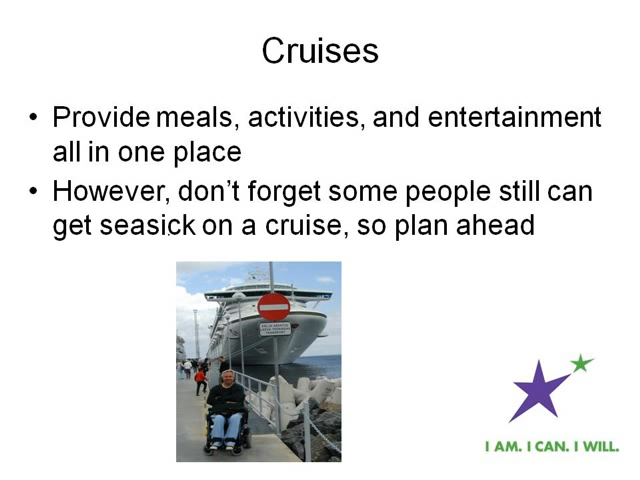 Cruises
• Provide meals, activities, and entertainment
all in one place
• However, don't forget some people still can
get seasick on a cruise, so plan ahead
I AM. I CAN. I WILL.